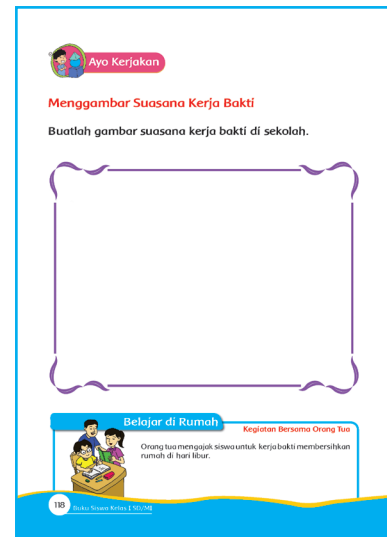 Ayo Kerjakan
Menggambar Suasana Kerja Bakti
Buatlah gambar suasana kerja bakti di sekolah.
Belajar di Rumah
Kegiatan Bersama Orang Tua
Orang tua mengajak siswa untuk kerja bakti membersihkan
rumah di hari libur.
118
Buku Siswa Kelas I SD/MI